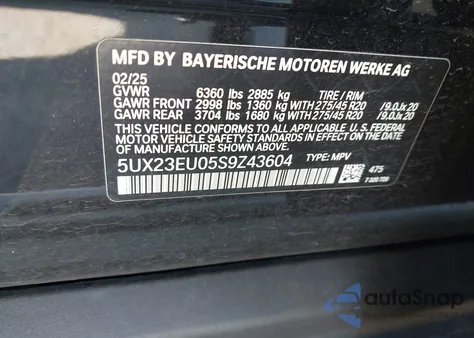 MFD BY BAYERISCHE MOTOREN WERKE AG
02/25
GVWR 6360 lbs 2885 kg TIRE / RIM
GAWR FRONT 2998 lbs 1360 kg WITH 275/45 R20 /9.0Jx20
GAWR REAR 3704 lbs 1680 kg WITH 275/45 R20 /9.0Jx20
THIS VEHICLE CONFORMS TO ALL APPLICABLE U.S. FEDERAL
MOTOR VEHICLE SAFETY STANDARDS IN EFFECT ON THE DATE OF
MANUFACTURE SHOWN ABOVE.
5UX23EU05S9Z43604 TYPE: MPV
475
autoSnap